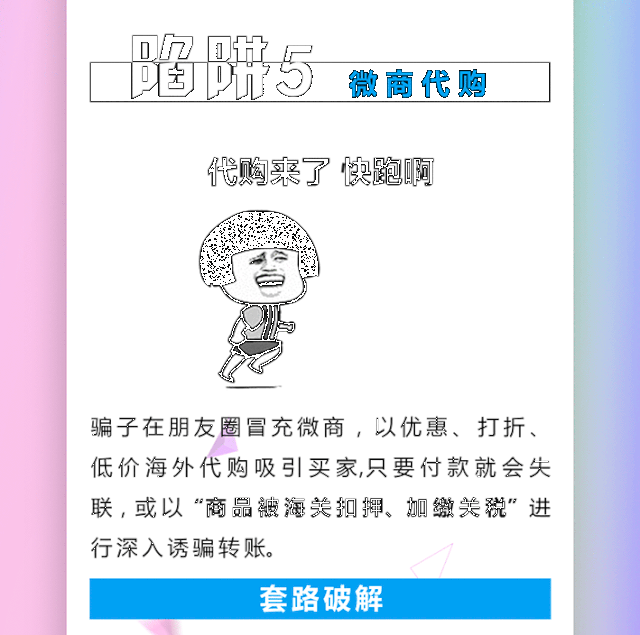 陷阱5 微商代购
代购来了 快跑啊
骗子在朋友圈冒充微商，以优惠、打折、
低价海外代购吸引买家,只要付款就会失
联，或以“商品被海关扣押、加缴关税”进
行深入诱骗转账。
套路破解